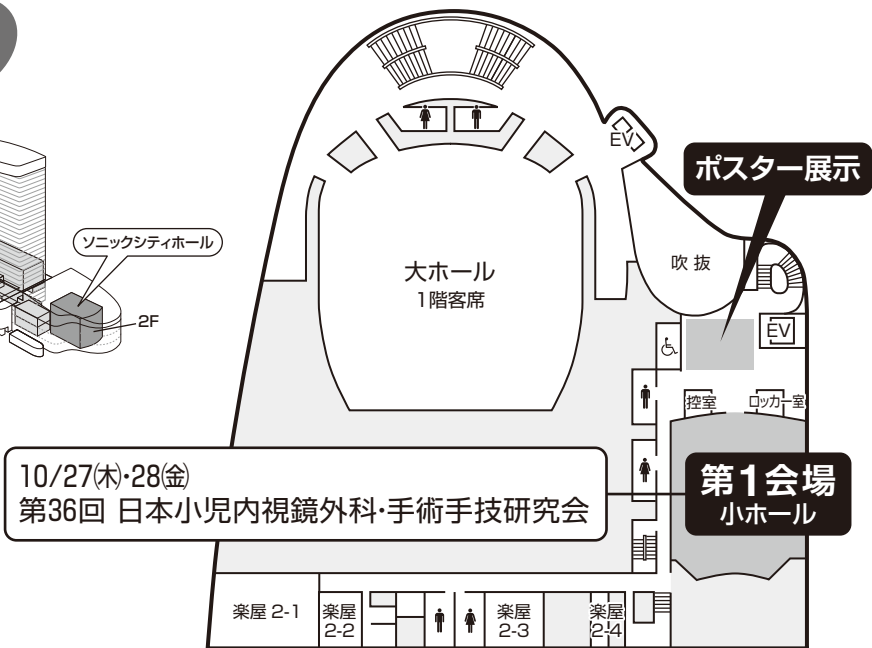 EV
ポスター展示
ソニックシティホール
2F
大ホール
1階客席
吹 抜
EV
控室
ロッカー室
10/27㈭・28㈮
第36回 日本小児内視鏡外科・手術手技研究会
第1会場
小ホール
楽屋 2-1
楽屋
2-2
楽屋
2-3
楽屋
2-4